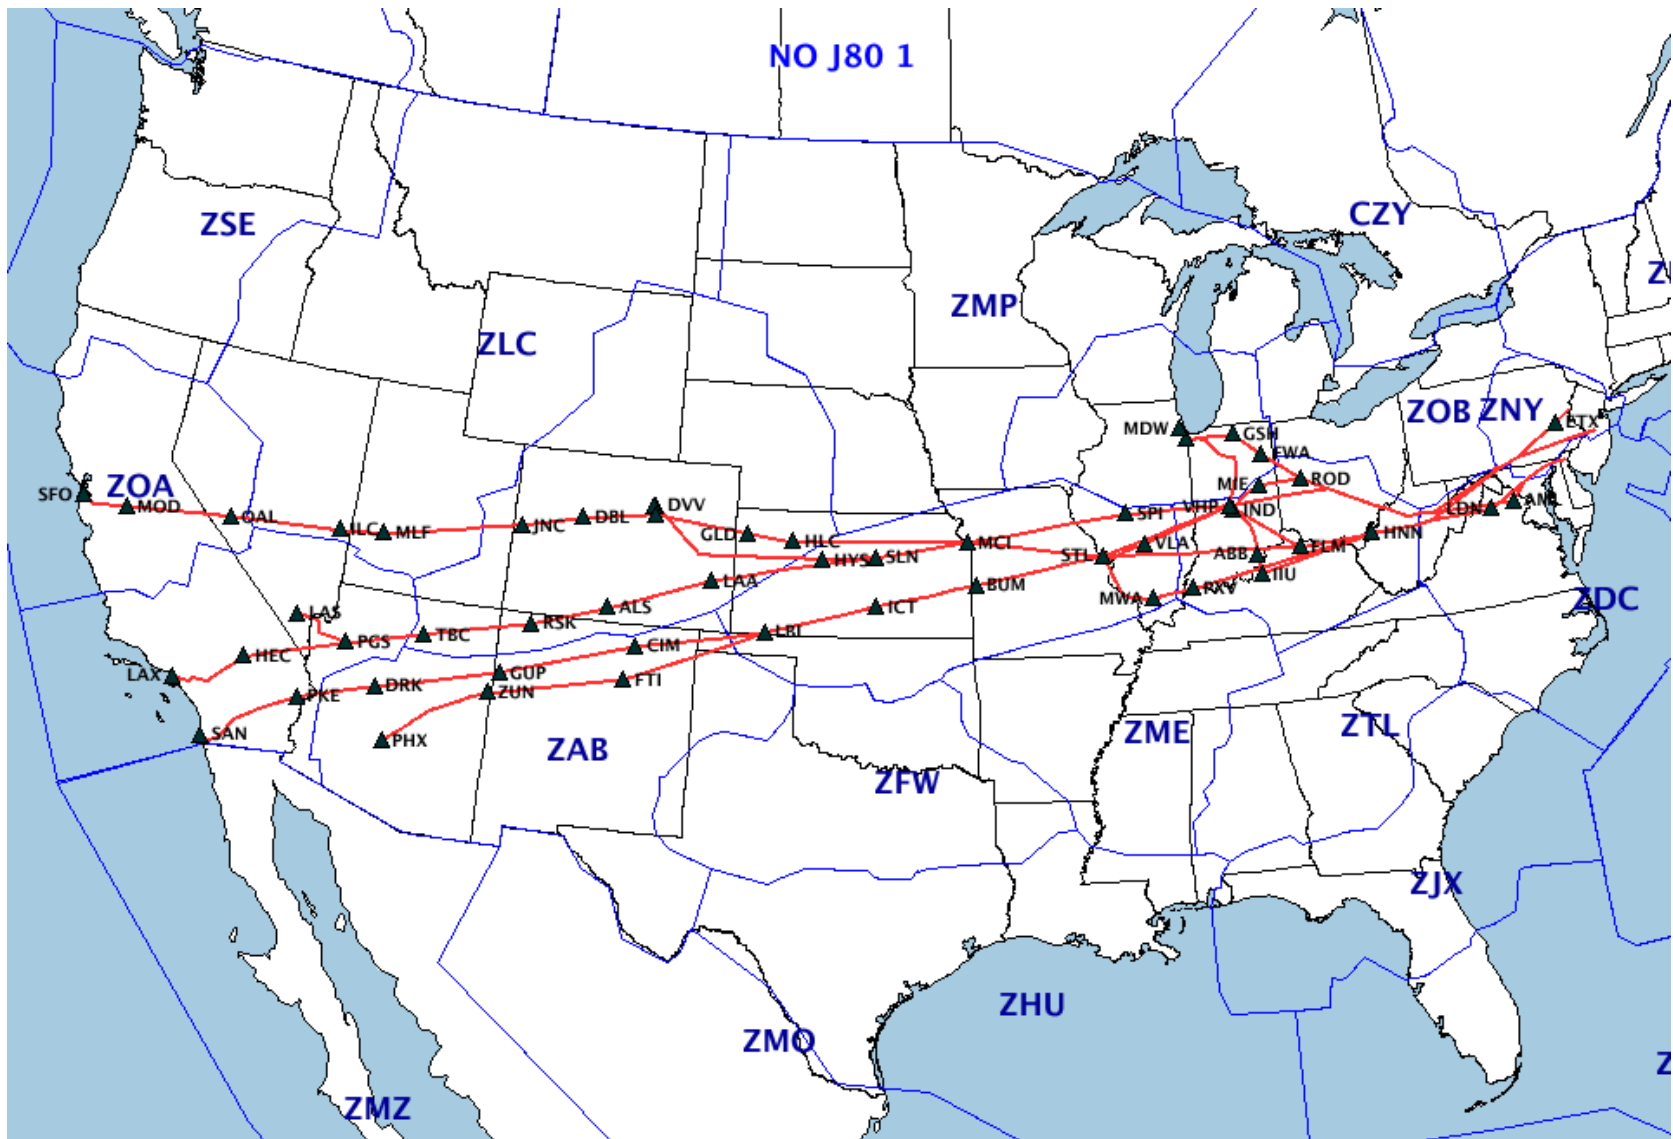 NO J80 1
CZY
ZSE
ZMP
ZLC
ZOB ZNY
ETX
MDW
GSH
FWA
MIE
ROD
SFO
ZOA
MOD
OAL
ILC
MLF
JNC
DBL
DVV
GLD
HLC
MCI
SPI
VHP
IND
LDN
AML
HYS
SLN
STL
VLA
ABB
FLM
HNN
LAA
BUM
IIU
PXV
MWA
ZDC
LAS
ALS
ICT
RSK
TBC
PGS
HEC
LBL
CIM
LAX
GUP
FTI
ZUN
DRK
PKE
SAN
PHX
ZAB
ZME
ZTL
ZFW
ZJX
ZHU
ZMO
ZMZ
Z